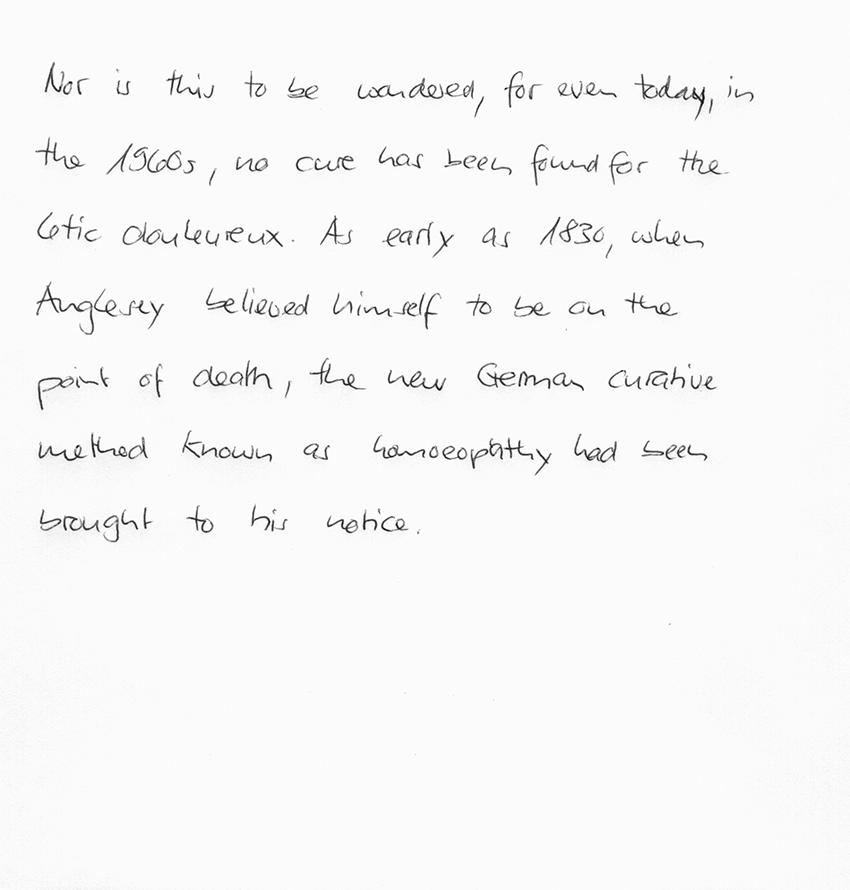 Nor is this to be wondered, for even today, in
the 1960s, no cure has been found for the
letic douleureux. As early as 1830, when
Anglesey believed himself to be on the
point of death, the new German curative
method known as homoeopathy had been
brought to his notice.